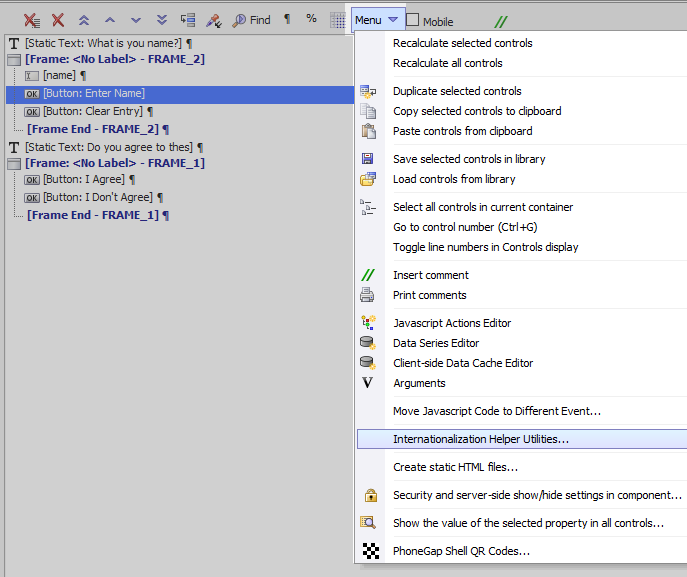 Find ¶ % Menu Mobile //
T [Static Text: What is you name?] ¶
[Frame: <No Label> - FRAME_2]
[name] ¶
OK [Button: Enter Name]
OK [Button: Clear Entry] ¶
[Frame End - FRAME_2] ¶
T [Static Text: Do you agree to thes] ¶
[Frame: <No Label> - FRAME_1]
OK [Button: I Agree] ¶
OK [Button: I Don't Agree] ¶
[Frame End - FRAME_1] ¶
Recalculate selected controls
Recalculate all controls
Duplicate selected controls
Copy selected controls to clipboard
Paste controls from clipboard
Save selected controls in library
Load controls from library
Select all controls in current container
Go to control number (Ctrl+G)
Toggle line numbers in Controls display
// Insert comment
Print comments
Javascript Actions Editor
Data Series Editor
Client-side Data Cache Editor
V Arguments
Move Javascript Code to Different Event...
Internationalization Helper Utilities...
Create static HTML files...
Security and server-side show/hide settings in component...
Show the value of the selected property in all controls...
PhoneGap Shell QR Codes...